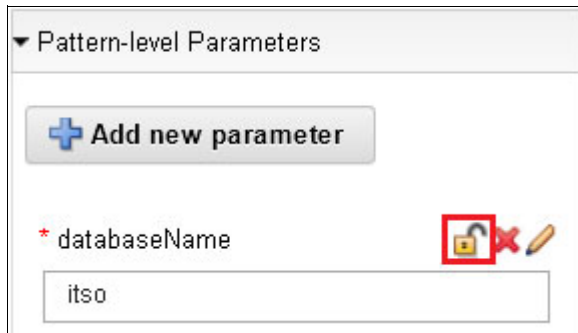 Pattern-level Parameters
Add new parameter
* databaseName
itso